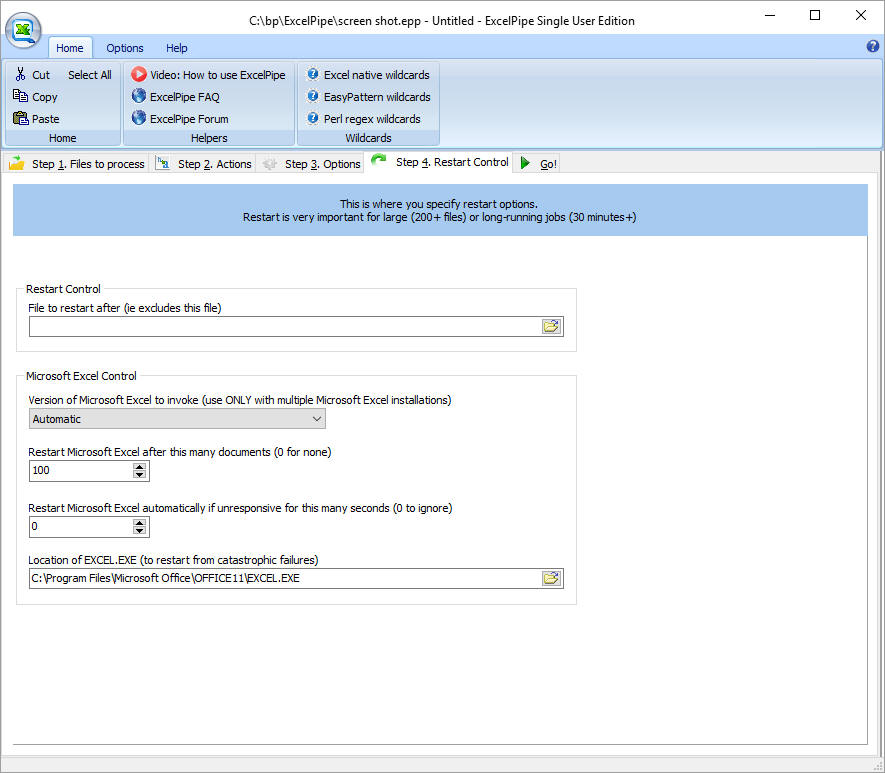 C:\bp\ExcelPipe\screen shot.epp - Untitled - ExcelPipe Single User Edition
Home Options Help
Cut Select All
Copy
Paste
Home
Video: How to use ExcelPipe
ExcelPipe FAQ
ExcelPipe Forum
Helpers
Excel native wildcards
EasyPattern wildcards
Perl regex wildcards
Wildcards
Step 1. Files to process Step 2. Actions Step 3. Options Step 4. Restart Control Go!
This is where you specify restart options.
Restart is very important for large (200+ files) or long-running jobs (30 minutes+)
Restart Control
File to restart after (ie excludes this file)
Microsoft Excel Control
Version of Microsoft Excel to invoke (use ONLY with multiple Microsoft Excel installations)
Automatic
Restart Microsoft Excel after this many documents (0 for none)
100
Restart Microsoft Excel automatically if unresponsive for this many seconds (0 to ignore)
0
Location of EXCEL.EXE (to restart from catastrophic failures)
C:\Program Files\Microsoft Office\OFFICE11\EXCEL.EXE